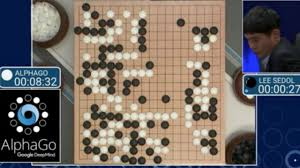 ALPHAGO
00:08:32
LEE SEDOL
00:00:27
AlphaGo
Google DeepMind